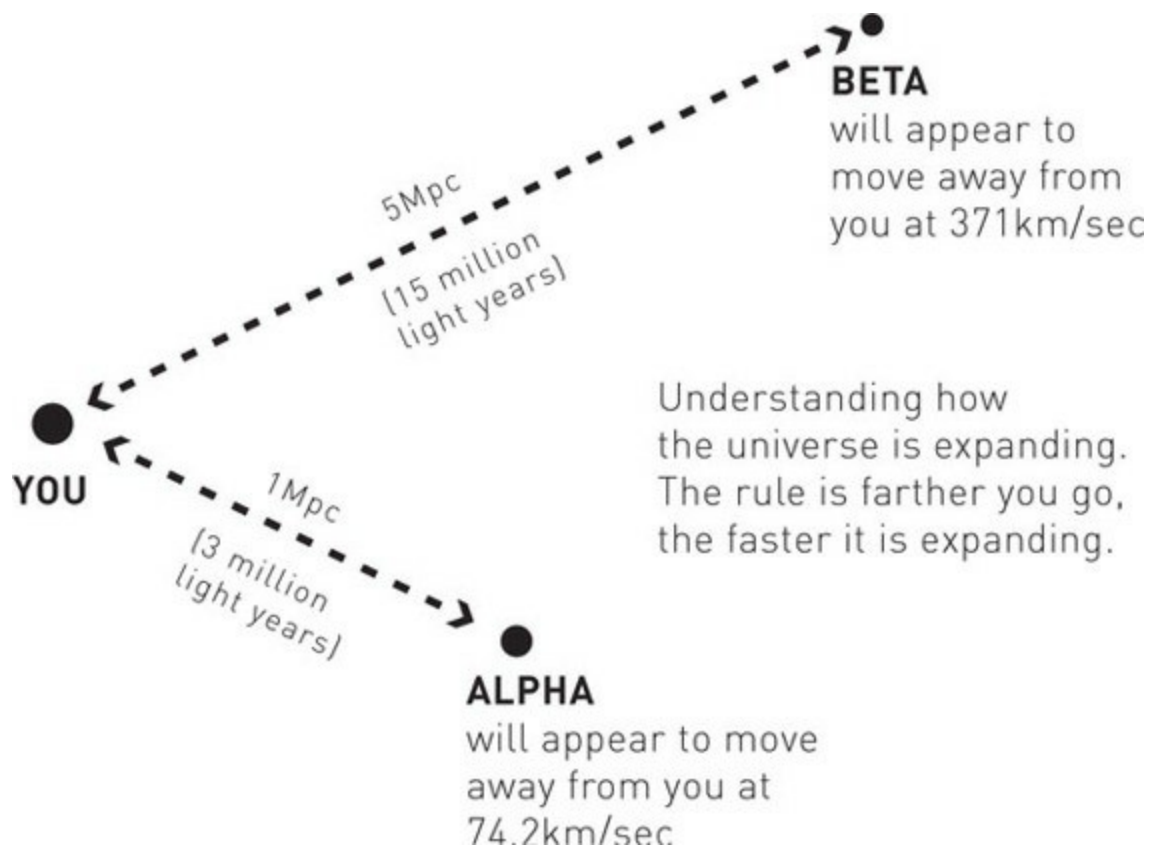 BETA
will appear to
move away from
you at 371km/sec
5Mpc
(15 million
light years)
Understanding how
the universe is expanding.
The rule is farther you go,
the faster it is expanding.
YOU
1Mpc
(3 million
light years)
ALPHA
will appear to move
away from you at
74.2km/sec